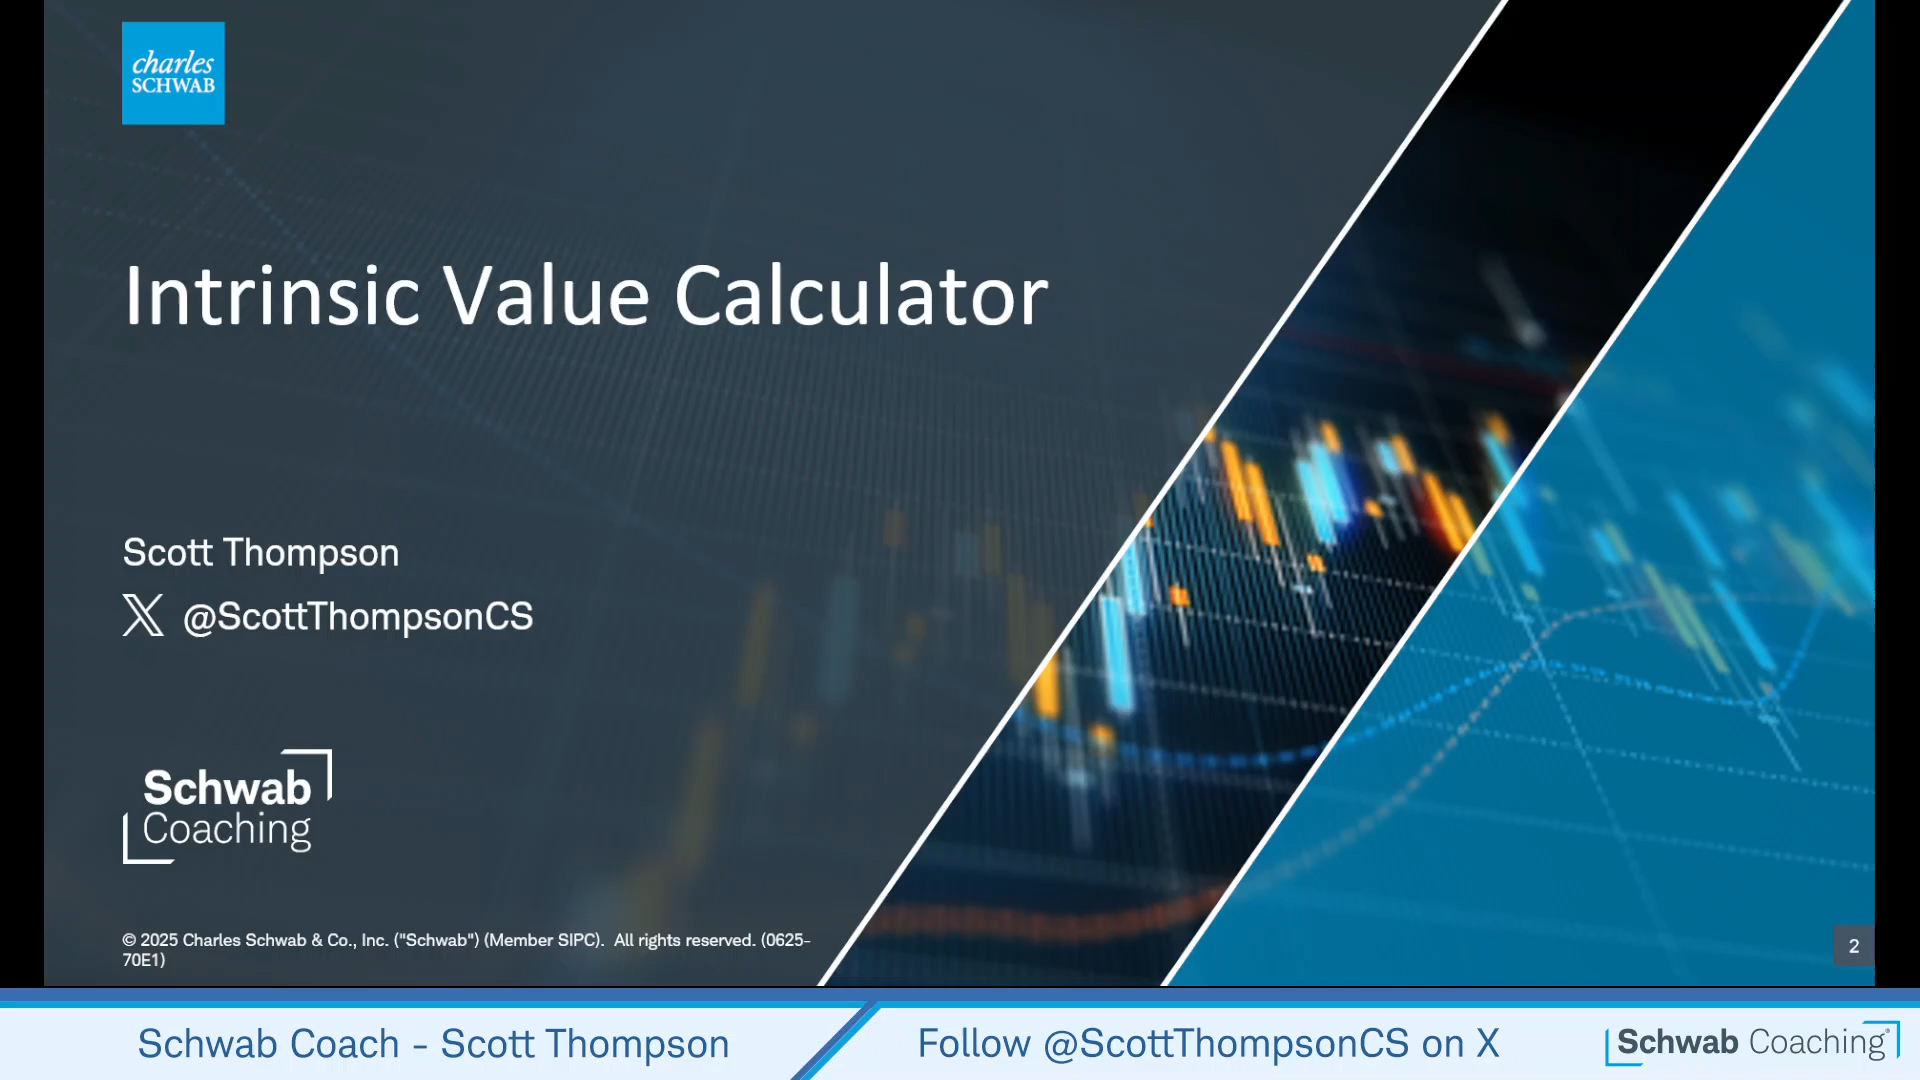 charles
SCHWAB
Intrinsic Value Calculator
Scott Thompson
X @ScottThompsonCS
Schwab
Coaching
© 2025 Charles Schwab & Co., Inc. ("Schwab") (Member SIPC).  All rights reserved. (0625-
70E1)
2
Schwab Coach - Scott Thompson
Follow @ScottThompsonCS on X
Schwab Coaching®